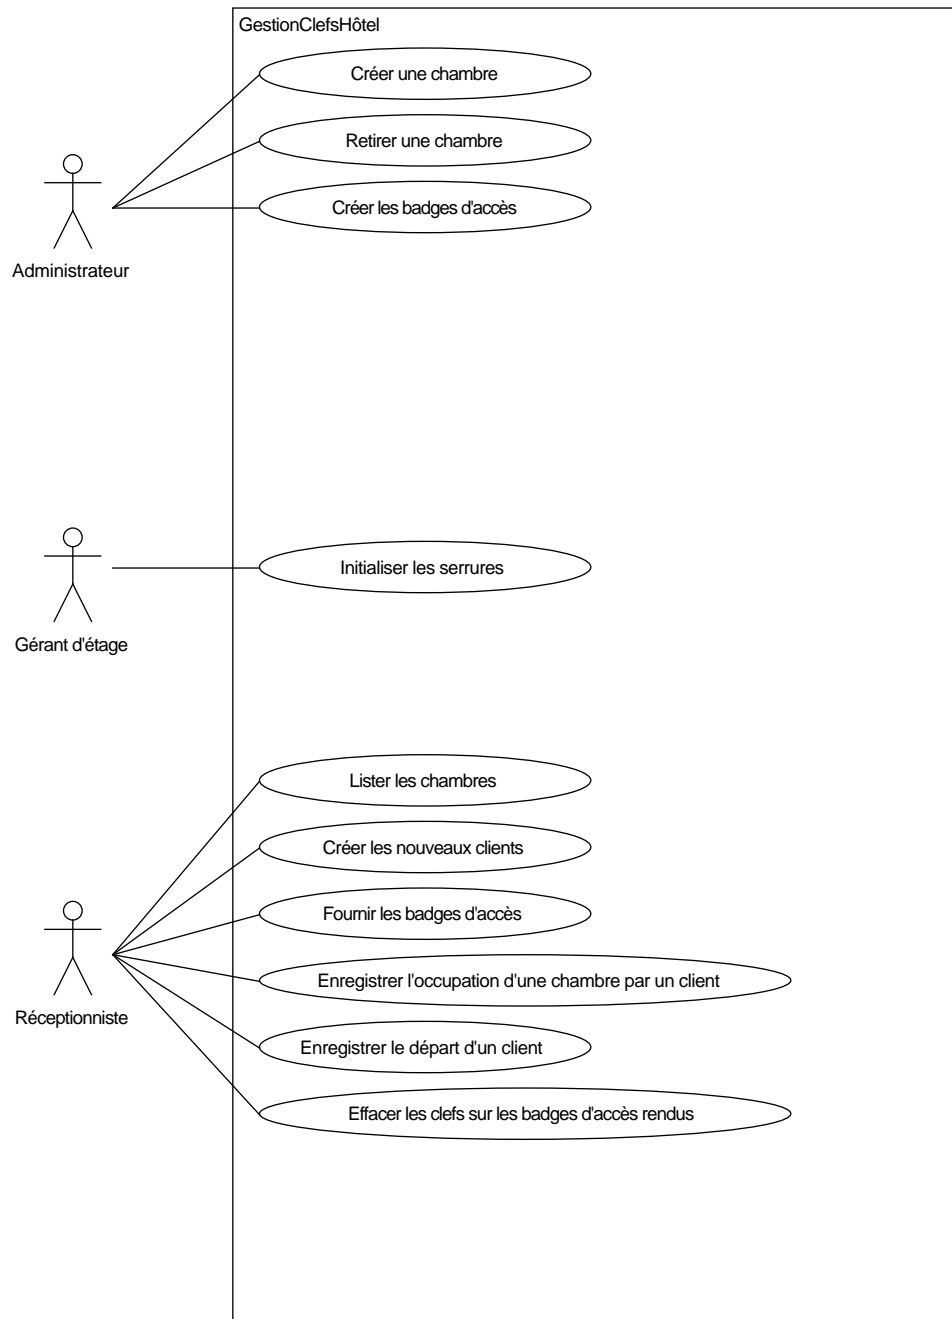 GestionClefsHôtel
Créer une chambre
Retirer une chambre
Créer les badges d'accès
Administrateur
Initialiser les serrures
Gérant d'étage
Lister les chambres
Créer les nouveaux clients
Fournir les badges d'accès
Enregistrer l'occupation d'une chambre par un client
Réceptionniste
Enregistrer le départ d'un client
Effacer les clefs sur les badges d'accès rendus